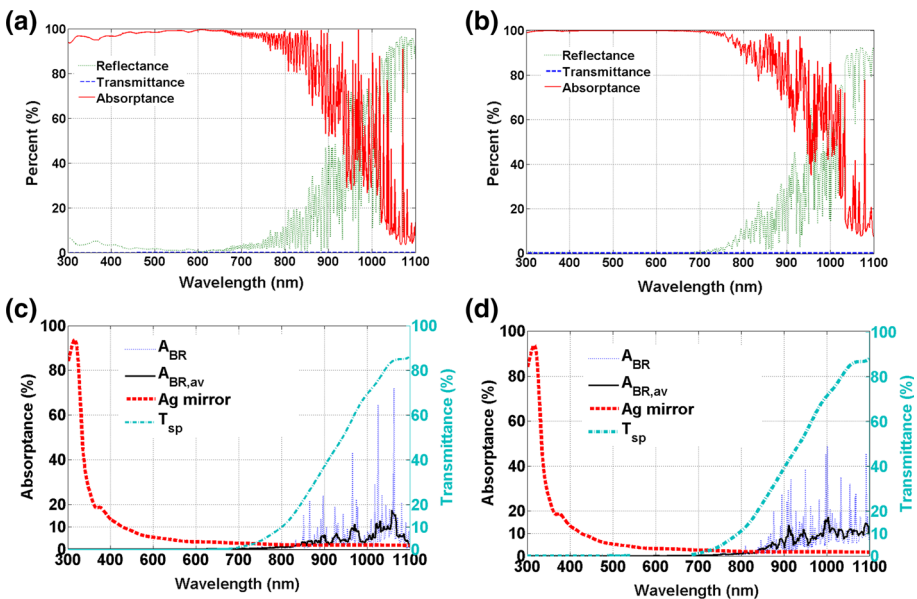 (a)
100
80
60
40
20
0
Percent (%)
Reflectance
Transmittance
Absorptance
300 400 500 600 700 800 900 1000 1100
Wavelength (nm)
(b)
100
80
60
40
20
0
Percent (%)
Reflectance
Transmittance
Absorptance
300 400 500 600 700 800 900 1000 1100
Wavelength (nm)
(c)
100
80
60
40
20
10
0
Absorptance (%)
A_BR
A_BR,av
Ag mirror
T_sp
100
80
60
40
20
0
Transmittance (%)
300 400 500 600 700 800 900 1000 1100
Wavelength (nm)
(d)
100
80
60
40
20
10
0
Absorptance (%)
A_BR
A_BR,av
Ag mirror
T_sp
100
80
60
40
20
0
Transmittance (%)
300 400 500 600 700 800 900 1000 1100
Wavelength (nm)